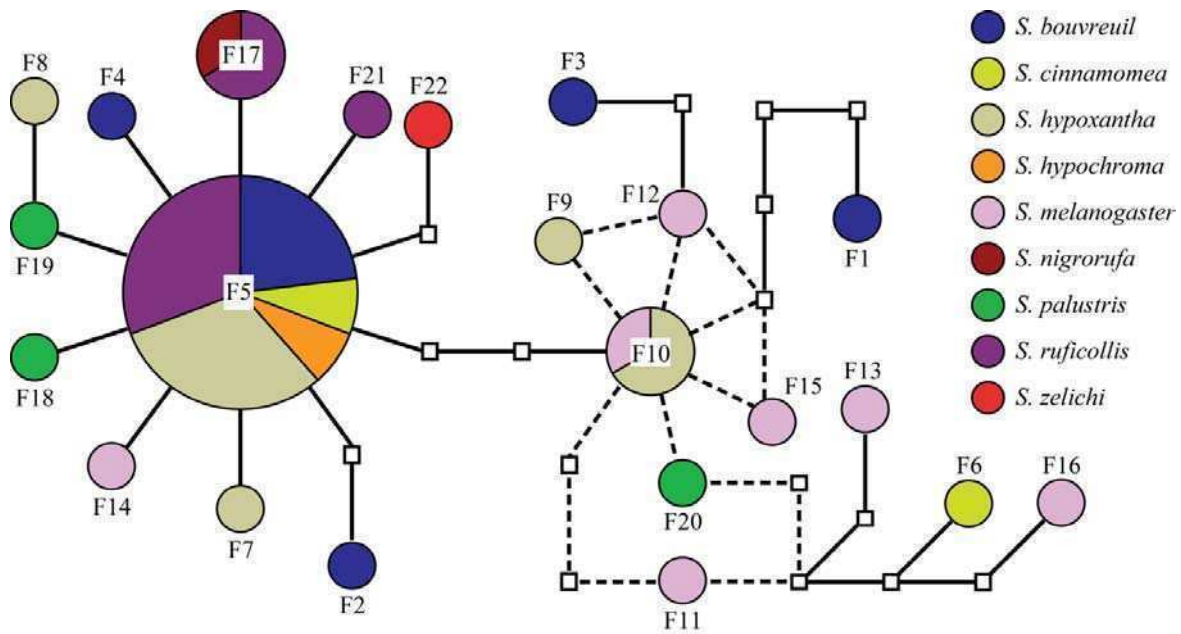 F8
F4
F17
F21
F22
F3
F12
F9
F1
F19
F5
F18
F10
F15
F13
F14
F7
F2
F20
F11
F6
F16
S. bouvreuil
S. cinnamomea
S. hypoxantha
S. hypochroma
S. melanogaster
S. nigrorufa
S. palustris
S. ruficollis
S. zelichi